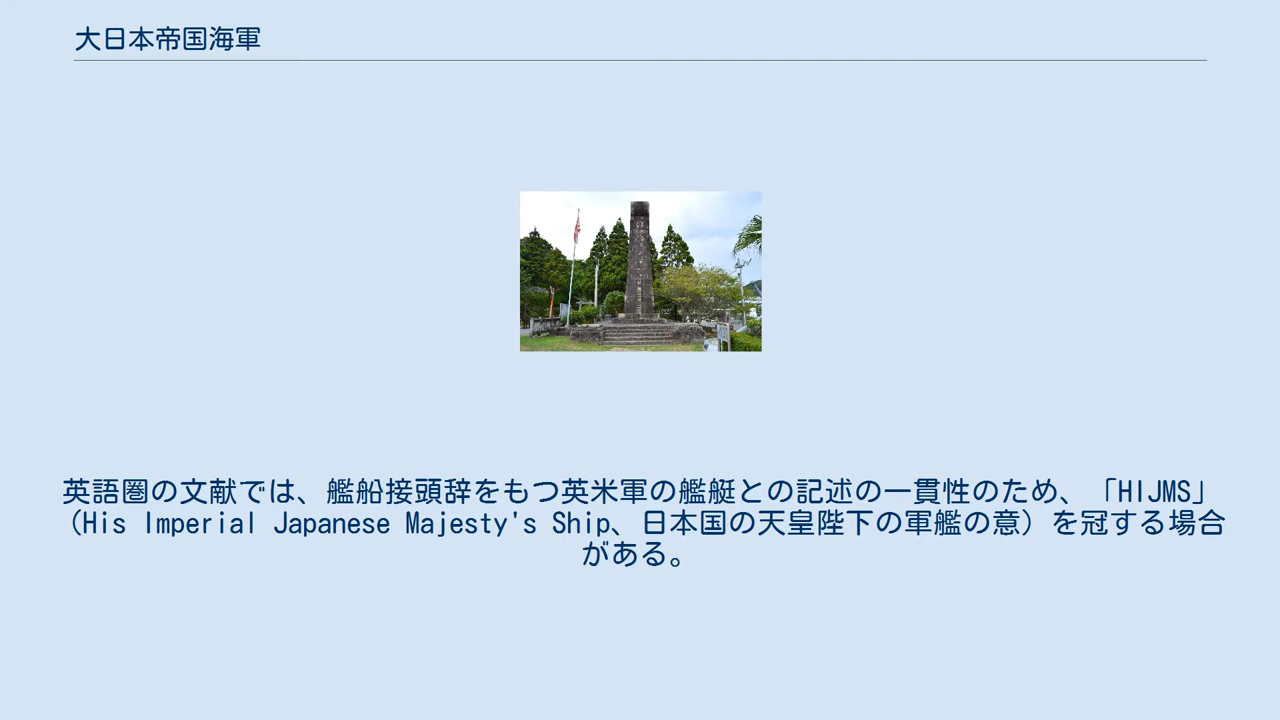 大日本帝国海軍
英語圏の文献では、艦船接頭辞をもつ英米軍の艦艇との記述の一貫性のため、「HIJMS」
（His Imperial Japanese Majesty's Ship、日本国の天皇陛下の軍艦の意）を冠する場合
がある。